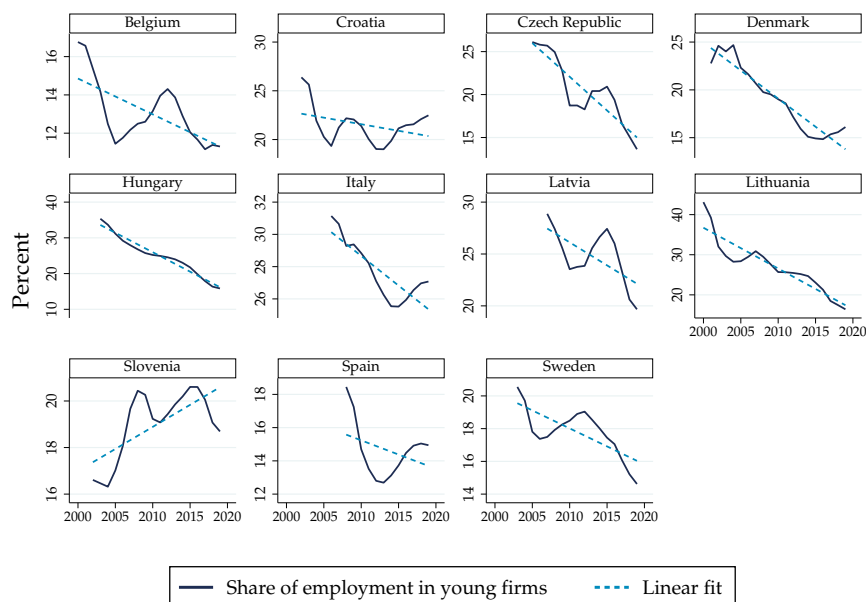 Percent
Belgium
16
14
12
Croatia
30
25
20
Czech Republic
25
20
15
Denmark
25
20
15
Hungary
40
30
20
10
Italy
32
30
28
26
Latvia
30
25
20
Lithuania
40
30
20
2000 2005 2010 2015 2020
Slovenia
20
18
16
2000 2005 2010 2015 2020
Spain
18
16
14
12
2000 2005 2010 2015 2020
Sweden
20
18
16
14
2000 2005 2010 2015 2020
Share of employment in young firms
Linear fit